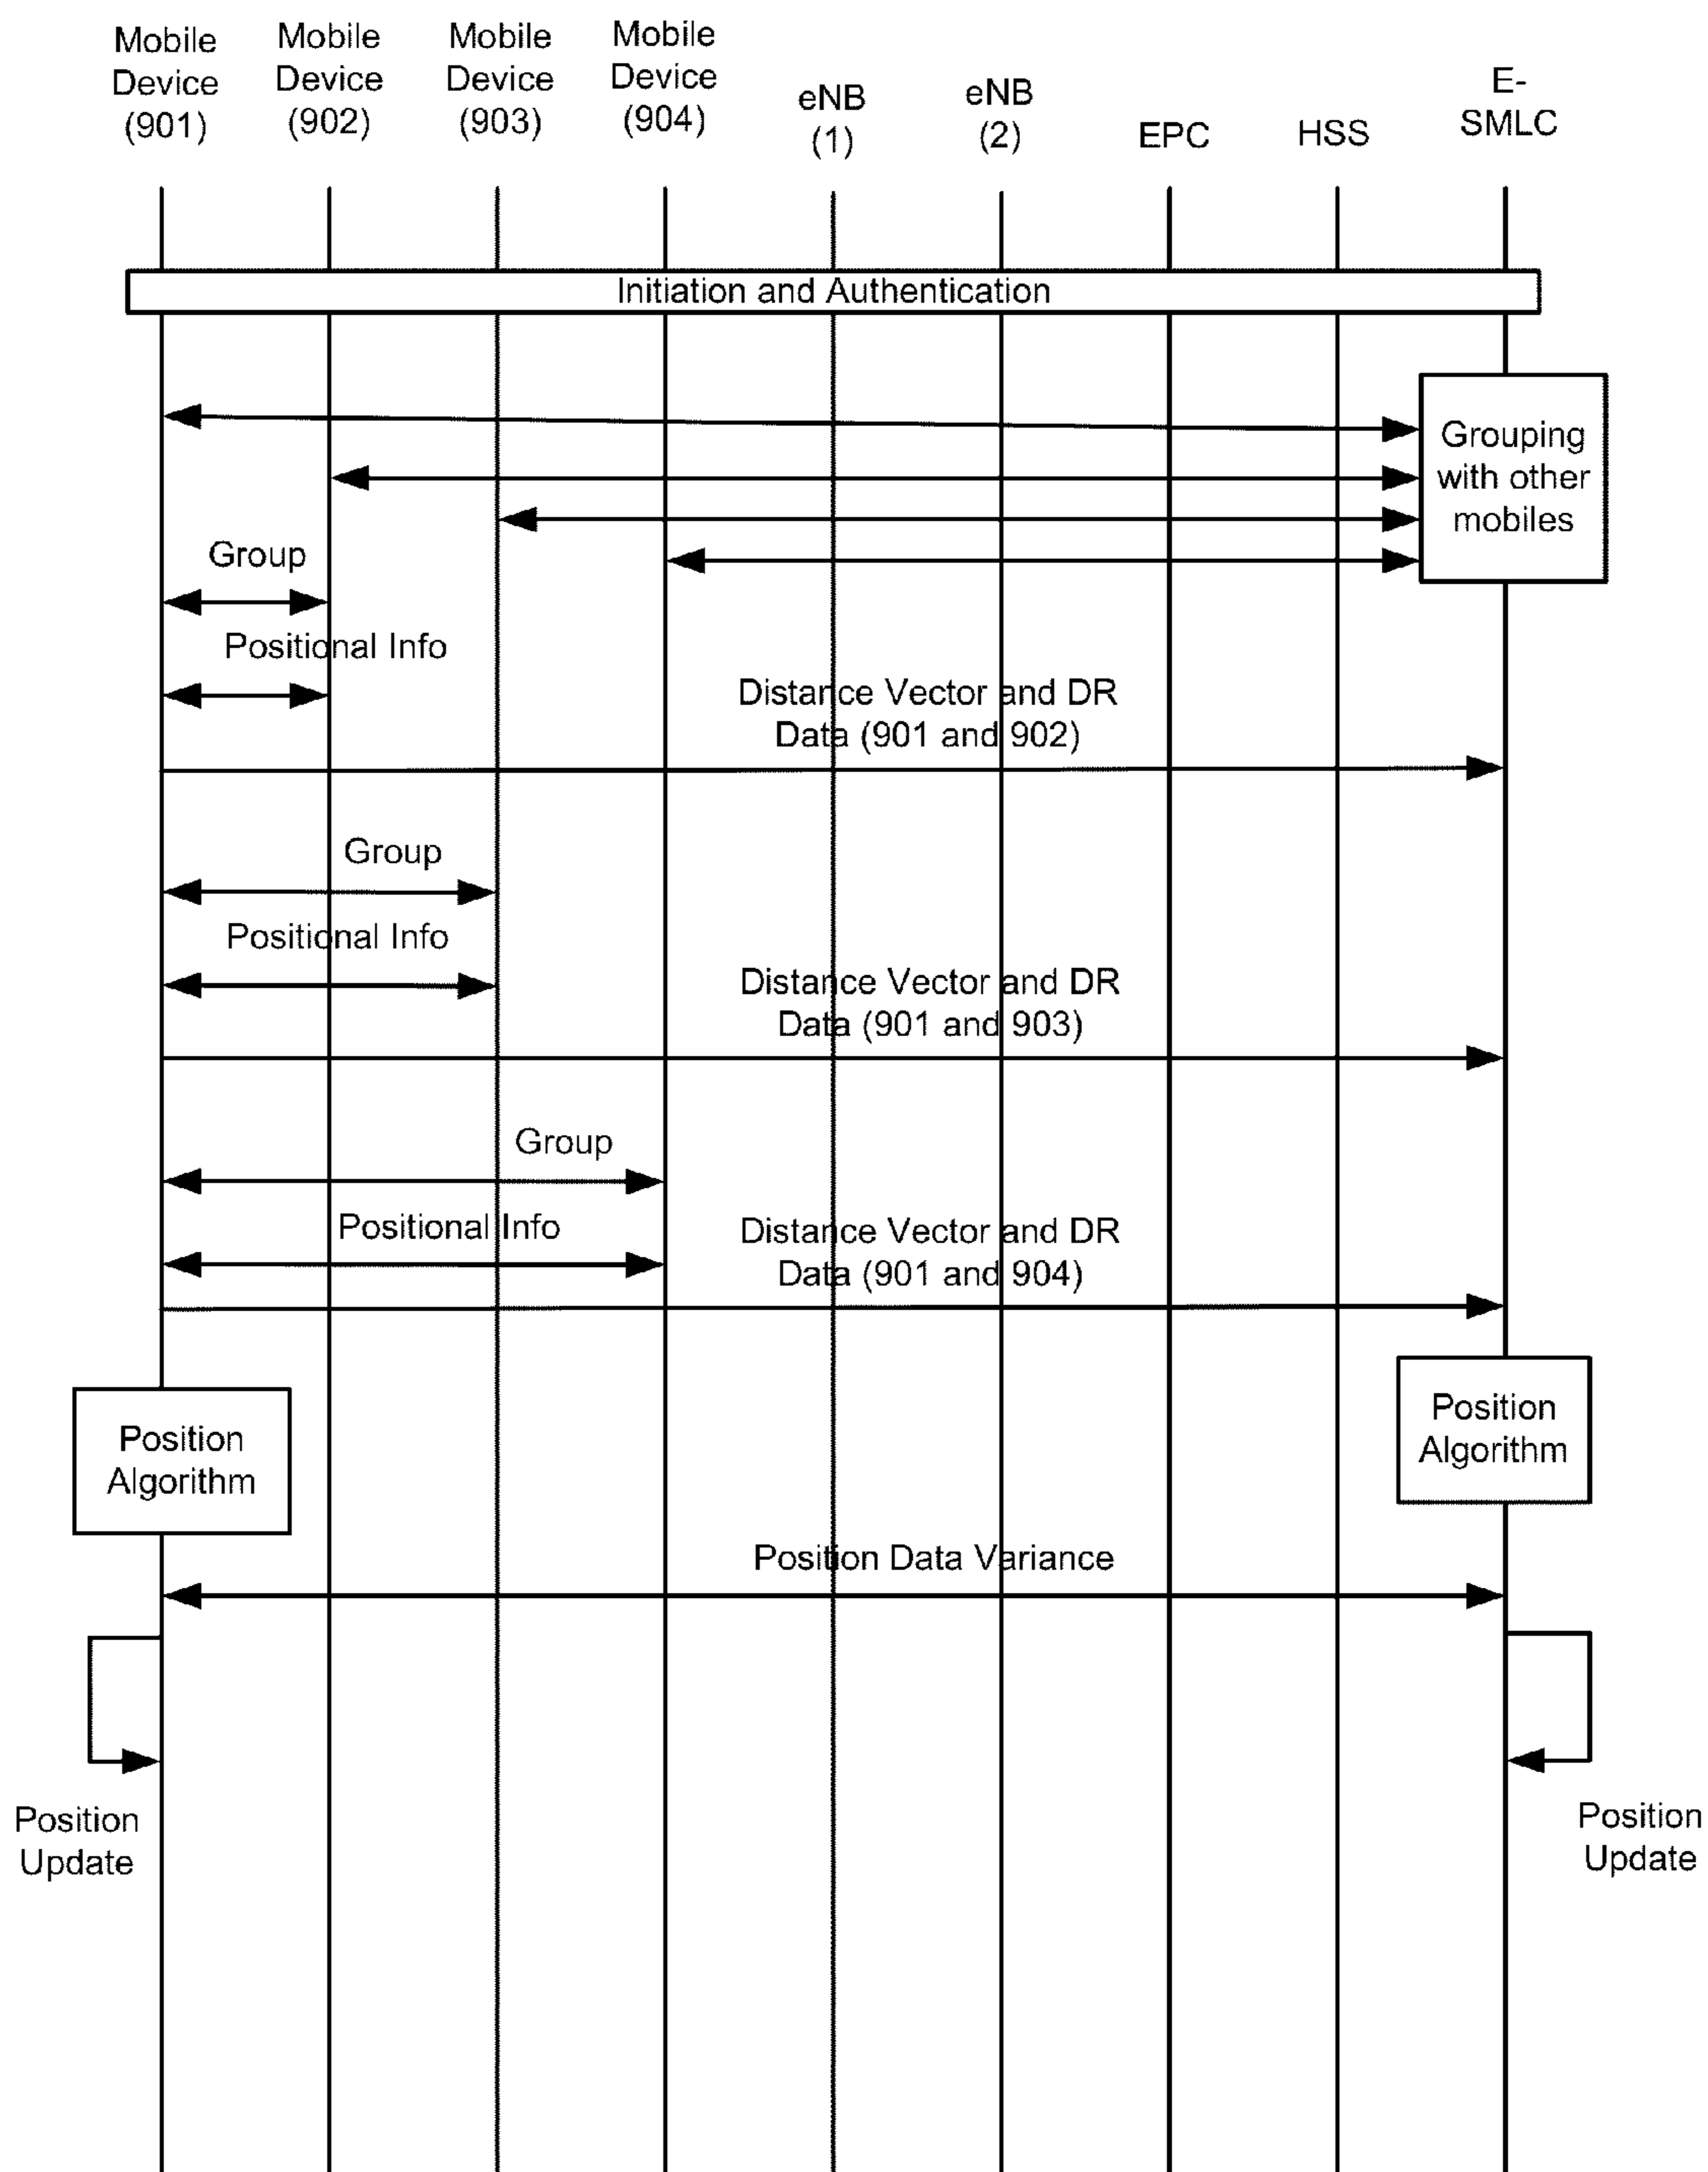 Mobile
Device
(901)
Mobile
Device
(902)
Mobile
Device
(903)
Mobile
Device
(904)
eNB
(1)
eNB
(2)
EPC
HSS
E-
SMLC
Initiation and Authentication
Grouping
with other
mobiles
Group
Positional Info
Distance Vector and DR
Data (901 and 902)
Group
Positional Info
Distance Vector and DR
Data (901 and 903)
Group
Positional Info
Distance Vector and DR
Data (901 and 904)
Position
Algorithm
Position
Algorithm
Position Data Variance
Position
Update
Position
Update